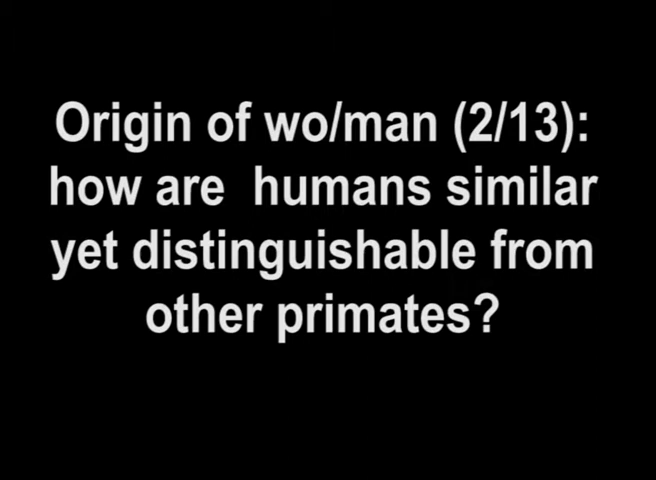 Origin of wo/man (2/13):
how are  humans similar
yet distinguishable from
other primates?